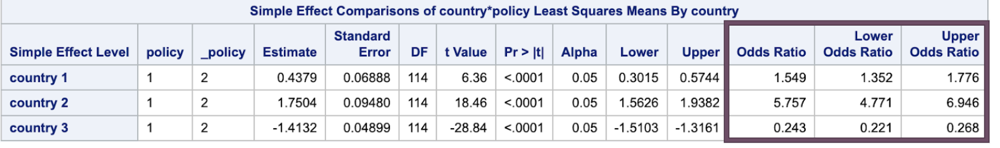 Simple Effect Comparisons of country*policy Least Squares Means By country
Simple Effect Level policy _policy Estimate Standard Error DF t Value Pr > |t| Alpha Lower Upper Odds Ratio Lower Odds Ratio Upper Odds Ratio
country 1 1 2 0.4379 0.06888 114 6.36 <.0001 0.05 0.3015 0.5744 1.549 1.352 1.776
country 2 1 2 1.7504 0.09480 114 18.46 <.0001 0.05 1.5626 1.9382 5.757 4.771 6.946
country 3 1 2 -1.4132 0.04899 114 -28.84 <.0001 0.05 -1.5103 -1.3161 0.243 0.221 0.268